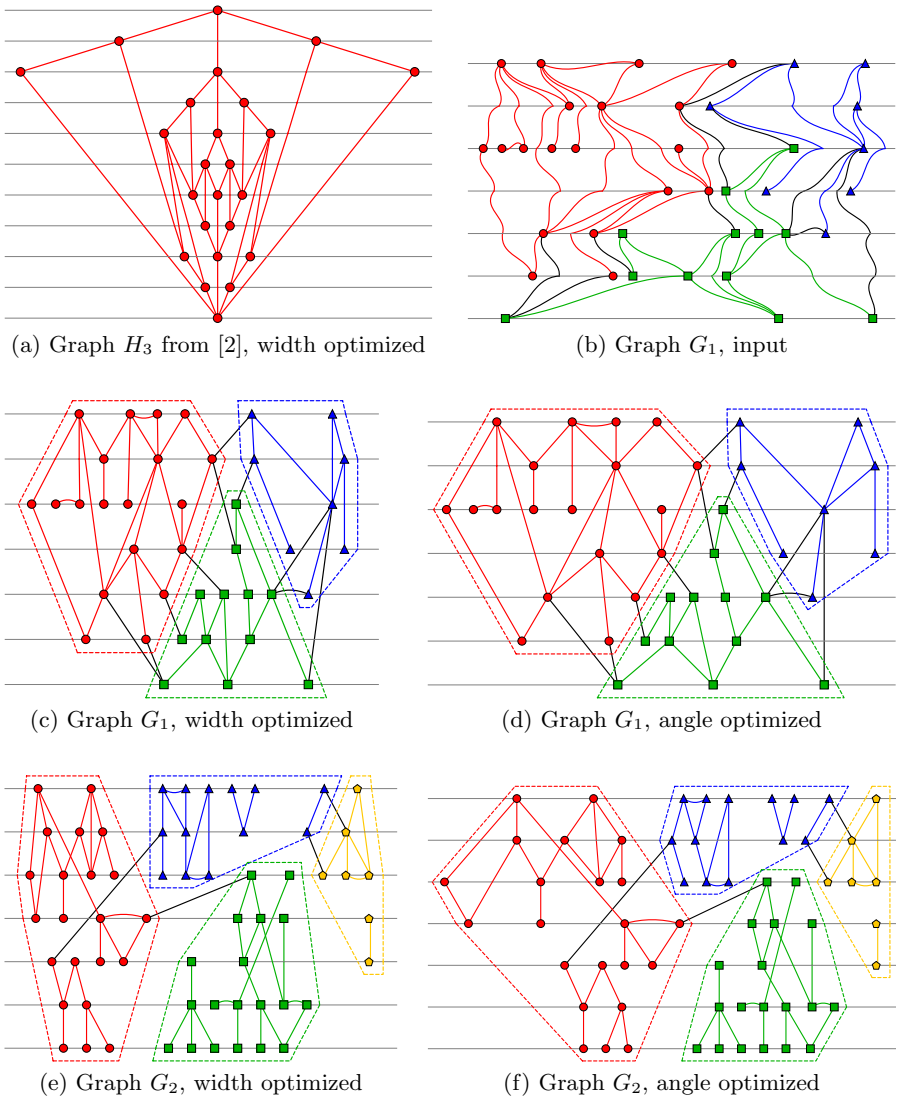 (a) Graph H₃ from [2], width optimized
(b) Graph G₁, input
(c) Graph G₁, width optimized
(d) Graph G₁, angle optimized
(e) Graph G₂, width optimized
(f) Graph G₂, angle optimized